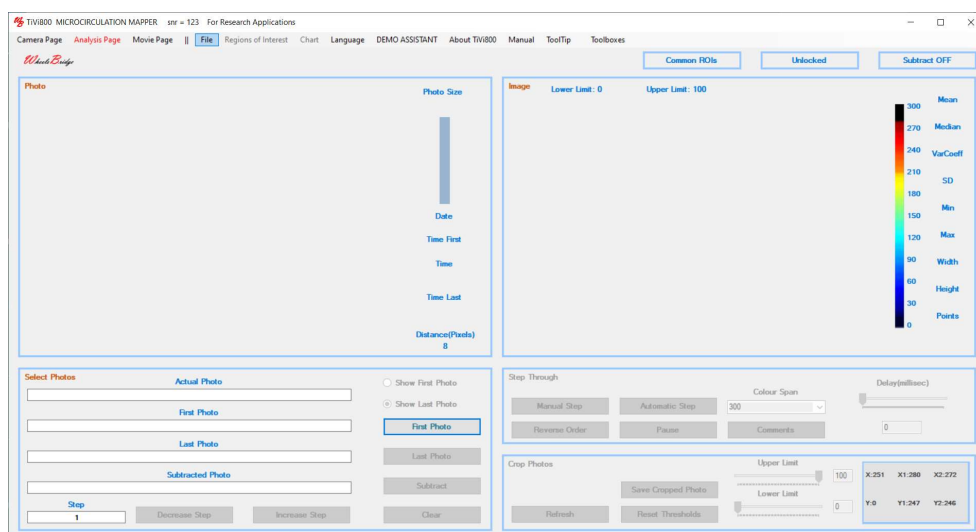 TiVi800 MICROCIRCULATION MAPPER snr = 123 For Research Applications
Camera Page Analysis Page Movie Page || File Regions of Interest Chart Language DEMO ASSISTANT About TiVi800 Manual ToolTip Toolboxes
WheelsBridge Common ROIs Unlocked Subtract OFF
Photo
Photo Size
Date
Time First
Time
Time Last
Distance(Pixels)
8
Image Lower Limit: 0 Upper Limit: 100
300
270
240
210
180
150
120
90
60
30
0
Mean
Median
VarCoeff
SD
Min
Max
Width
Height
Points
Select Photos
Actual Photo
First Photo
Last Photo
Subtracted Photo
Step
1
Decrease Step Increase Step
Show First Photo
Show Last Photo
First Photo
Last Photo
Subtract
Clear
Step Through
Colour Span
Delay(millisec)
Manual Step Automatic Step 300
Reverse Order Pause Comments 0
Crop Photos
Upper Limit
100
Save Cropped Photo
Lower Limit
0
Refresh Reset Thresholds
X:251 X1:280 X2:272
Y:0 Y1:247 Y2:246